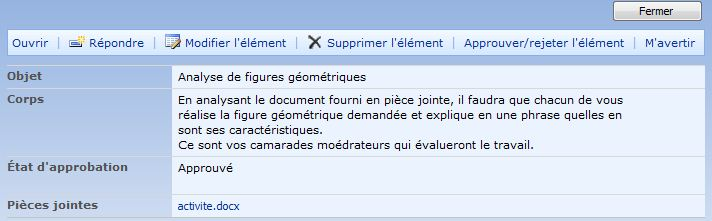 Fermer
Ouvrir | Répondre | Modifier l'élément | Supprimer l'élément | Approuver/rejeter l'élément | M'avertir
Objet Analyse de figures géométriques
Corps En analysant le document fourni en pièce jointe, il faudra que chacun de vous
réalise la figure géométrique demandée et explique en une phrase quelles en
sont ses caractéristiques.
Ce sont vos camarades moédrateurs qui évalueront le travail.
État d'approbation Approuvé
Pièces jointes activite.docx